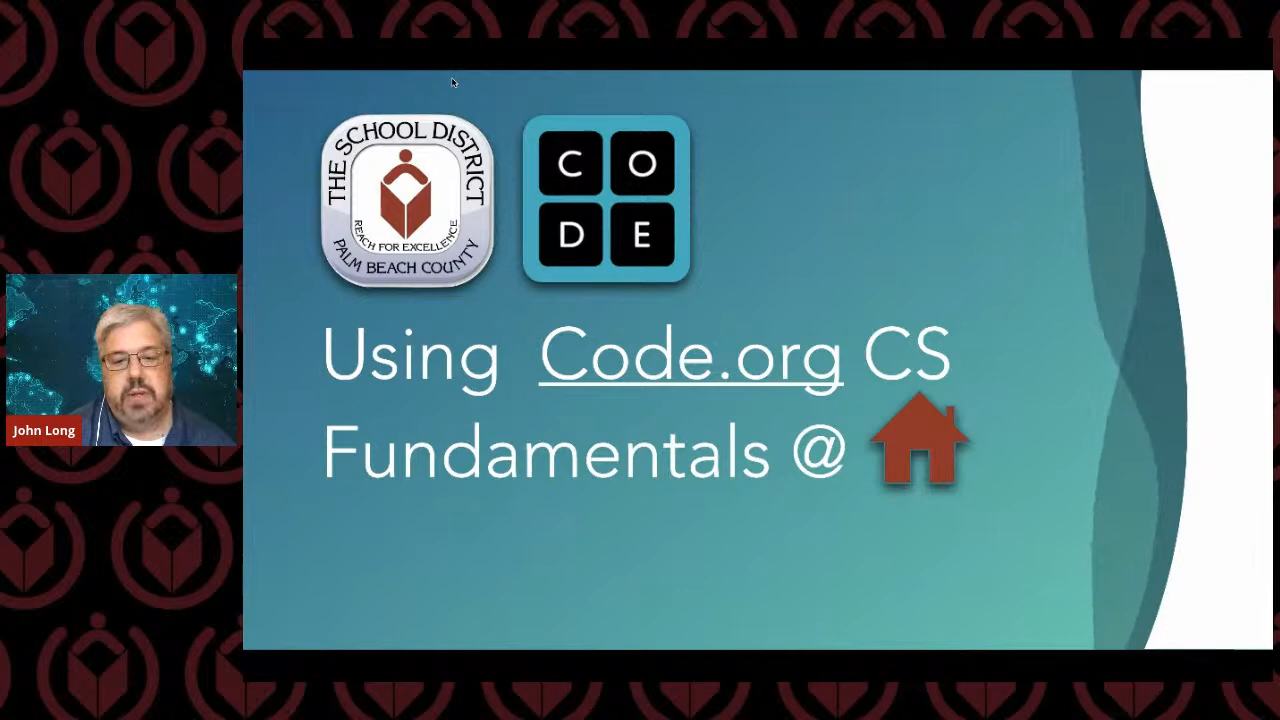 THE SCHOOL DISTRICT
REACH FOR EXCELLENCE
PALM BEACH COUNTY
C O
D E
Using Code.org CS
Fundamentals @
John Long